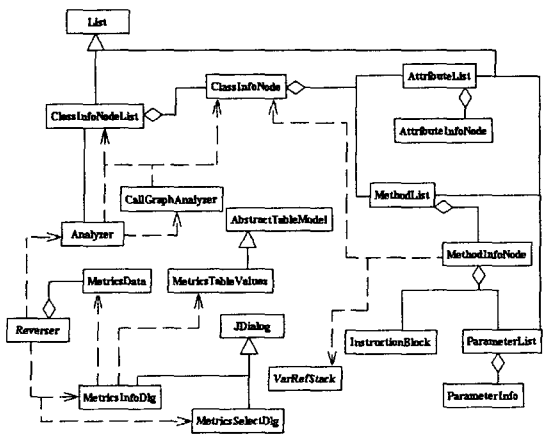 List
ClassInfoNode
AttributeList
ClassInfoNodeList
AttributeInfoNode
CallGraphAnalyzer
MethodList
AbstractTableModel
Analyzer
MethodInfoNode
MetricsData
MetricsTableValues
Reverser
JDialog
InstructionBlock
ParameterList
VarRefStack
MetricsInfoDlg
ParameterInfo
MetricsSelectDlg